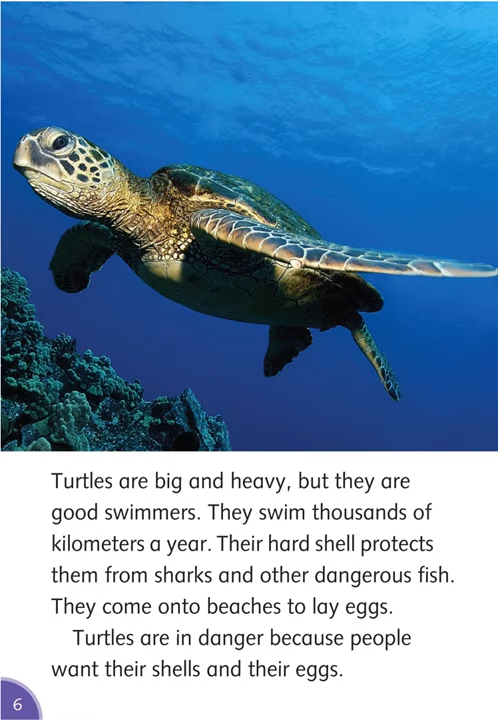 Turtles are big and heavy, but they are
good swimmers. They swim thousands of
kilometers a year. Their hard shell protects
them from sharks and other dangerous fish.
They come onto beaches to lay eggs.
Turtles are in danger because people
want their shells and their eggs.
6